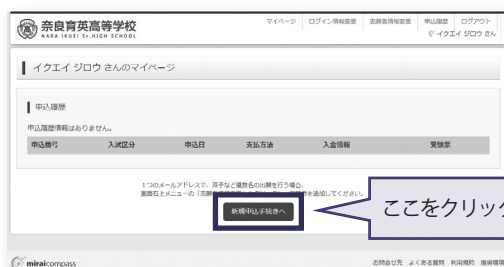 奈良育英高等学校
NARA IKUEI Sr.HIGH SCHOOL
マイページ ログイン情報変更 志願者情報変更 申込履歴 ログアウト
イクエイ ジロウ さん
イクエイ ジロウ さんのマイページ
申込履歴
申込履歴情報はありません。
申込番号 入試区分 申込日 支払方法 入金情報 受験票
1つのメールアドレスで、双子など複数名の出願を行う場合、
画面右上メニューの「志願
を追加してください。
新規申込手続きへ
ここをクリック
miraicompass
お問合せ先 よくある質問 利用規約 推奨環境